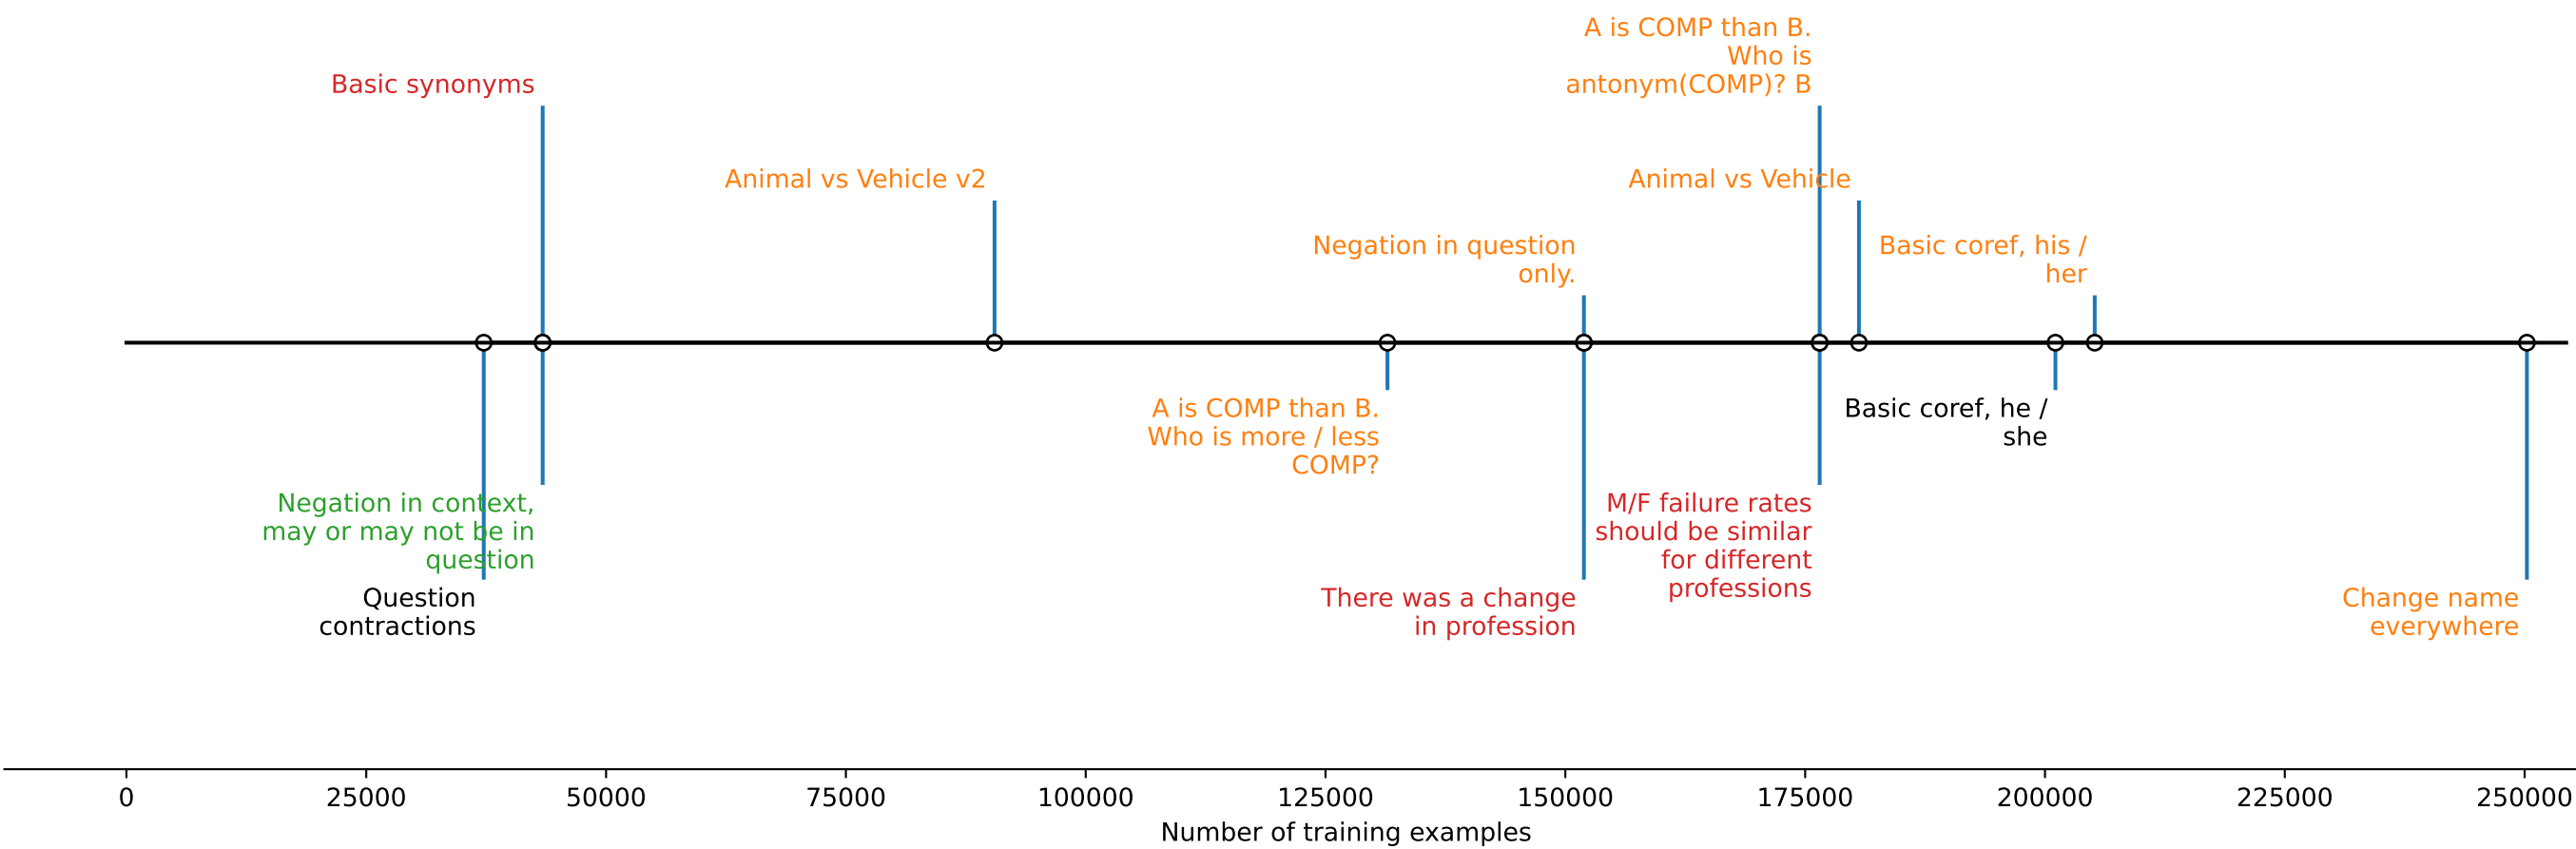 A is COMP than B.
Who is
antonym(COMP)? B
Basic synonyms
Animal vs Vehicle v2
Animal vs Vehicle
Negation in question
only.
Basic coref, his /
her
A is COMP than B.
Who is more / less
COMP?
Basic coref, he /
she
Negation in context,
may or may not be in
question
M/F failure rates
should be similar
for different
professions
Question
contractions
There was a change
in profession
Change name
everywhere
0 25000 50000 75000 100000 125000 150000 175000 200000 225000 250000
Number of training examples